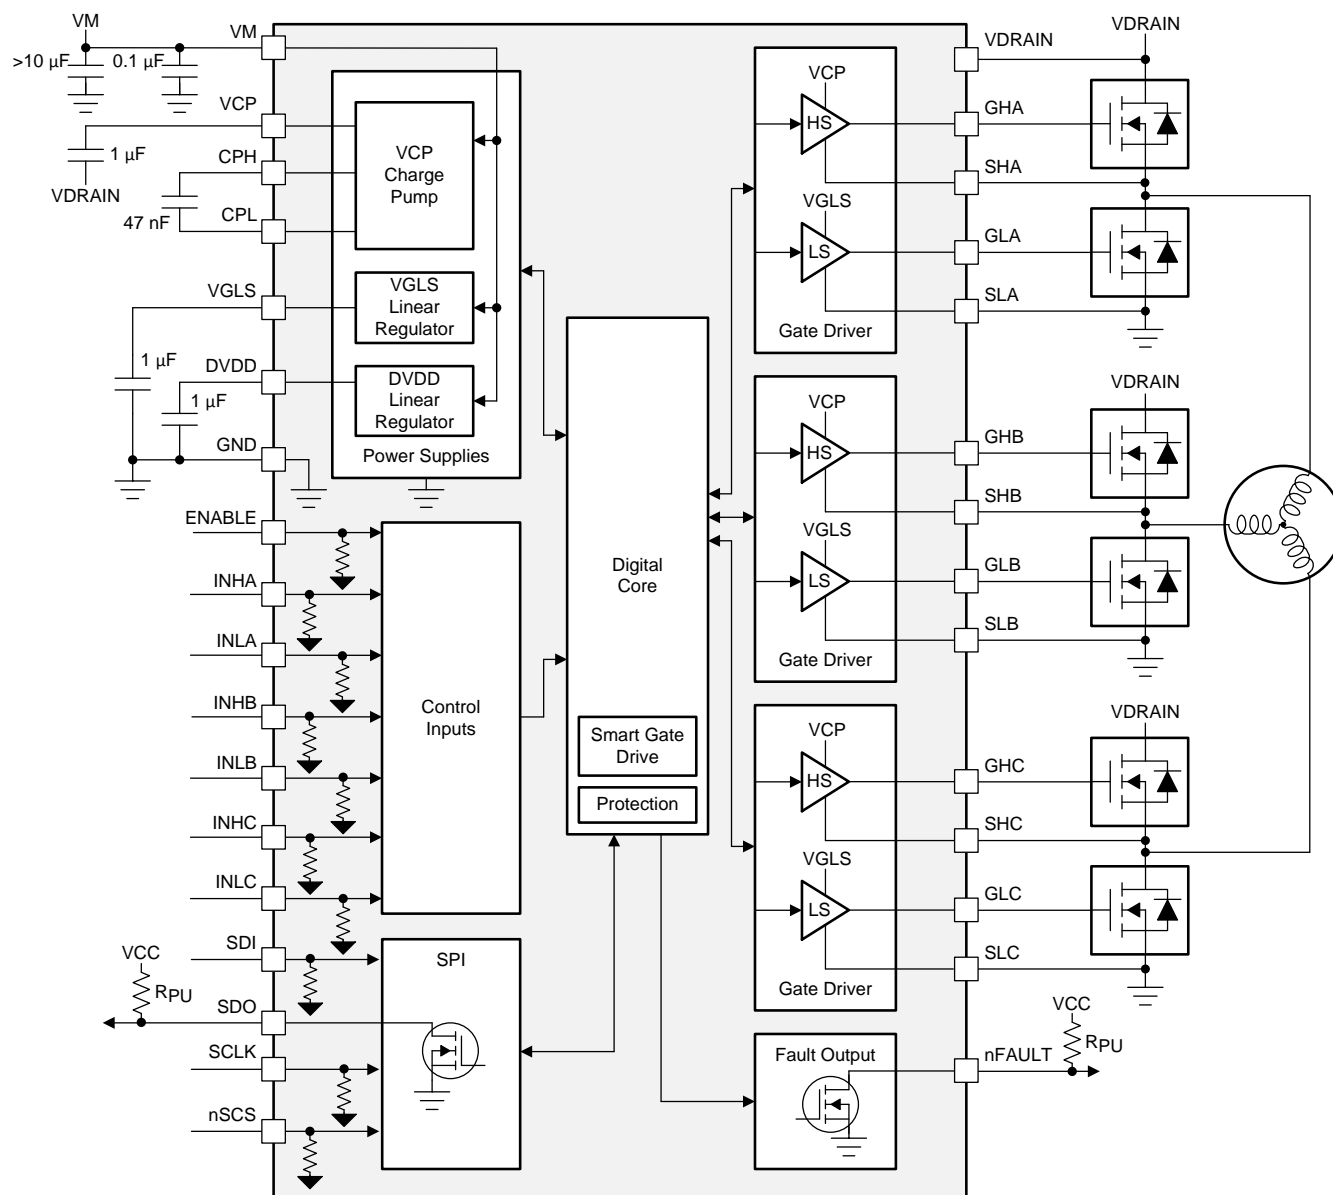 VM
>10 µF
0.1 µF
VM
VCP
1 µF
VDRAIN
CPH
47 nF
CPL
VCP
Charge
Pump
VGLS
VGLS
Linear
Regulator
1 µF
DVDD
1 µF
DVDD
Linear
Regulator
GND
Power Supplies
ENABLE
INHA
INLA
INHB
INLB
INHC
INLC
Control
Inputs
SDI
VCC
RPU
SDO
SCLK
nSCS
SPI
Digital
Core
Smart Gate
Drive
Protection
VCP
HS
VGLS
LS
Gate Driver
VCP
HS
VGLS
LS
Gate Driver
VCP
HS
VGLS
LS
Gate Driver
Fault Output
VDRAIN
VDRAIN
GHA
SHA
GLA
SLA
VDRAIN
GHB
SHB
GLB
SLB
VDRAIN
GHC
SHC
GLC
SLC
VCC
RPU
nFAULT